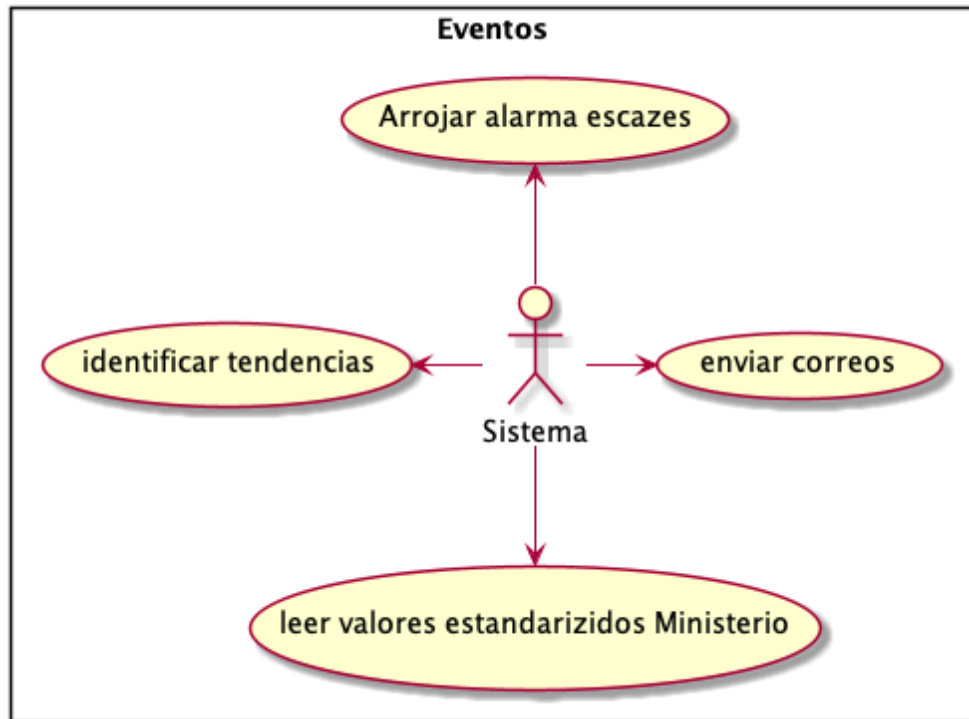 Eventos
Arrojar alarma escazes
identificar tendencias
enviar correos
Sistema
leer valores estandarizidos Ministerio